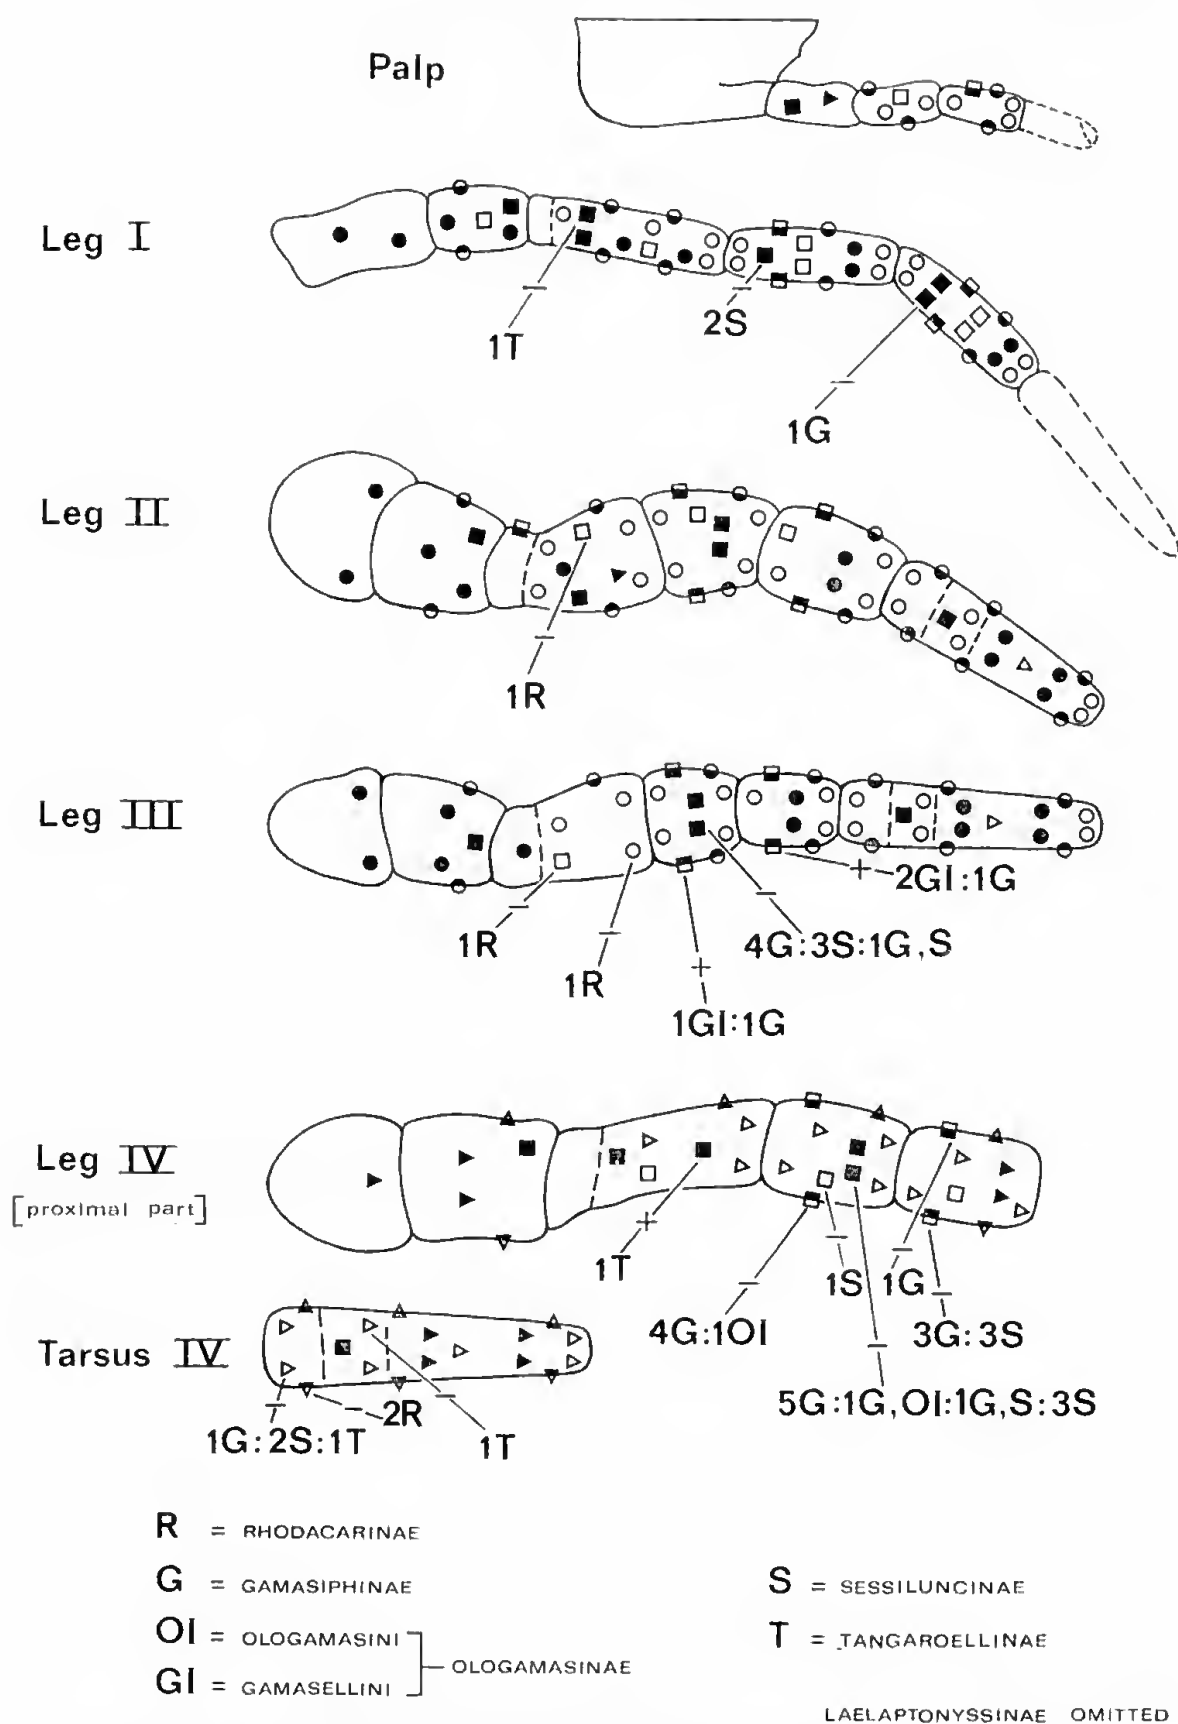 Palp
Leg I
1T
2S
1G
Leg II
1R
Leg III
2GI:1G
1R
4G:3S:1G,S
1R
1GI:1G
Leg IV
[proximal part]
1T
1S
1G
4G:1OI
3G:3S
Tarsus IV
5G:1G,OI:1G,S:3S
2R
1G:2S:1T
1T
R = RHODACARINAE
G = GAMASIPHINAE
S = SESSILUNCINAE
OI = OLOGAMASINI
T = TANGAROELLINAE
OLOGAMASINAE
GI = GAMASELLINI
LAELAPTONYSSINAE OMITTED